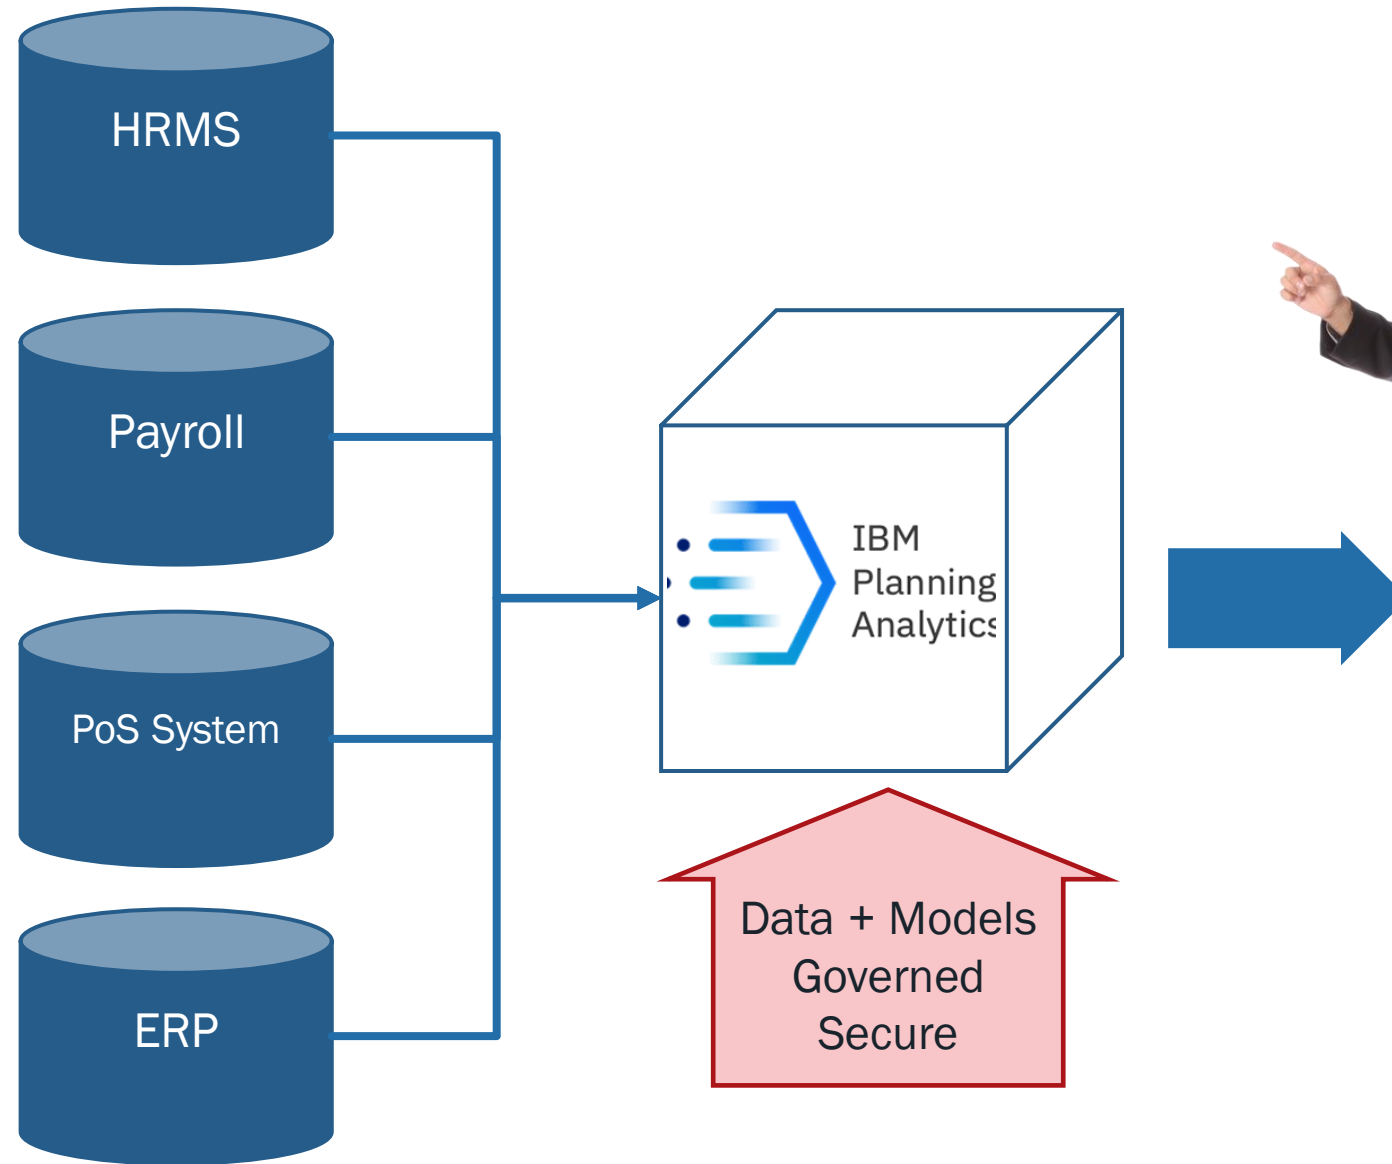 HRMS
Payroll
PoS System
ERP
IBM
Planning
Analytics
Data + Models
Governed
Secure